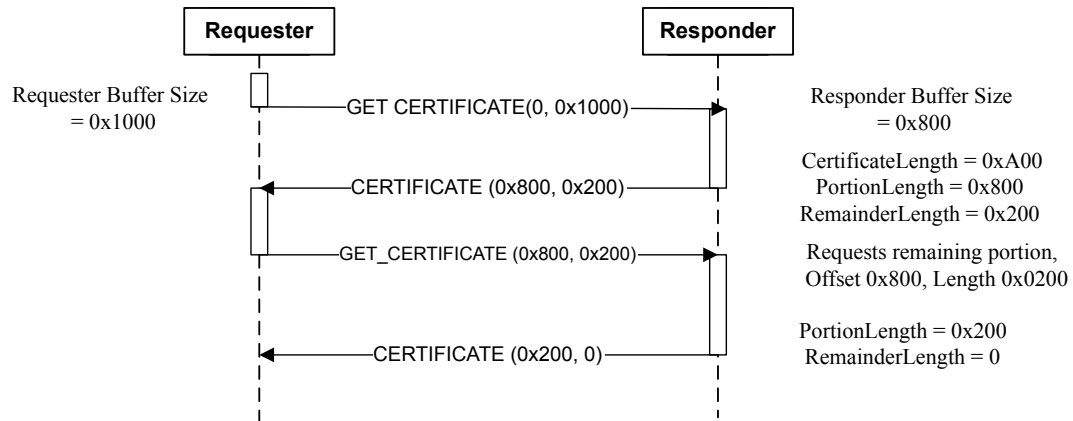 Requester
Responder
Requester Buffer Size
= 0x1000
GET CERTIFICATE(0, 0x1000)
Responder Buffer Size
= 0x800
CertificateLength = 0xA00
PortionLength = 0x800
RemainderLength = 0x200
CERTIFICATE (0x800, 0x200)
GET_CERTIFICATE (0x800, 0x200)
Requests remaining portion,
Offset 0x800, Length 0x0200
PortionLength = 0x200
RemainderLength = 0
CERTIFICATE (0x200, 0)